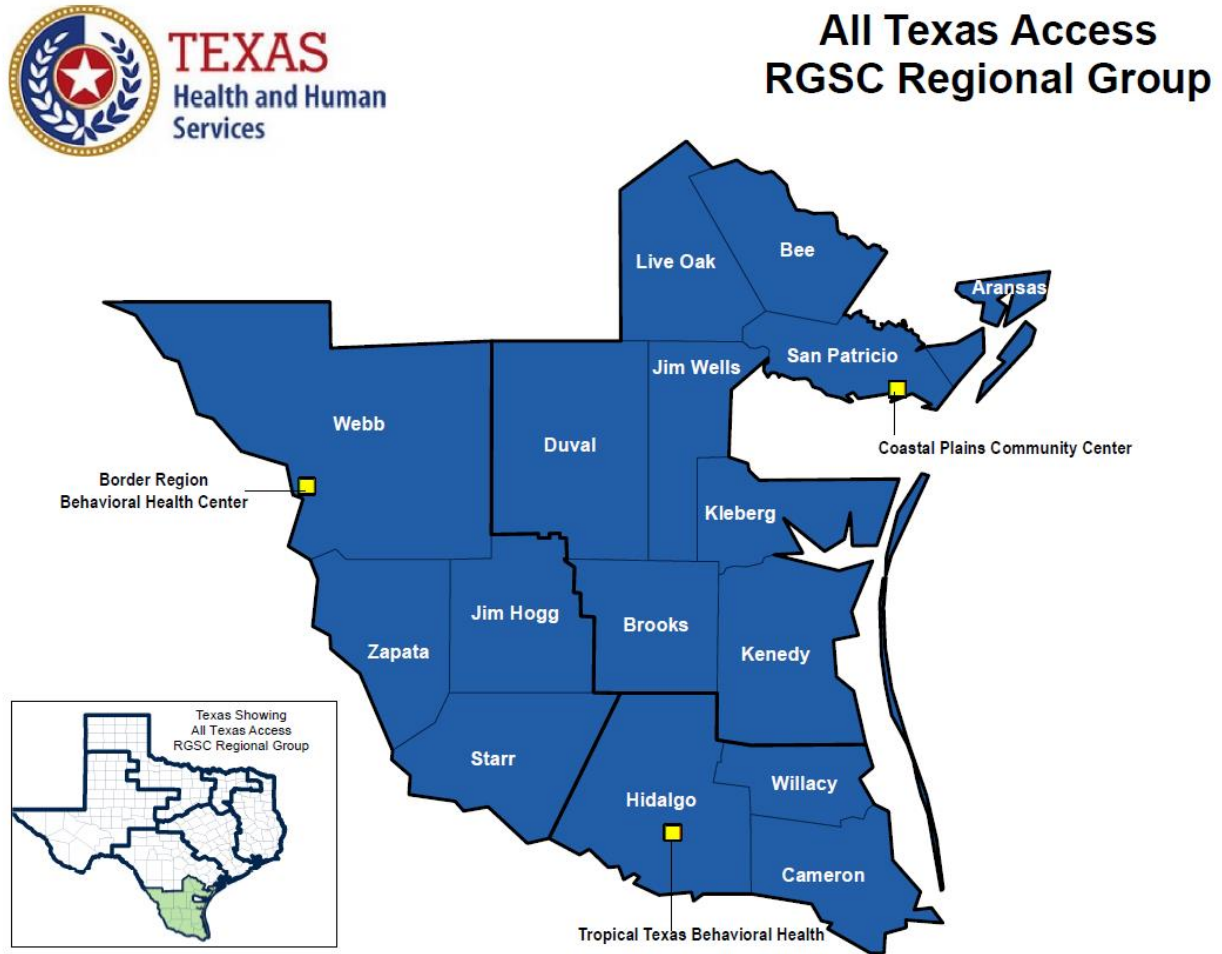 TEXAS
Health and Human
Services
All Texas Access
RGSC Regional Group
Live Oak
Bee
Aransas
San Patricio
Jim Wells
Webb
Duval
Coastal Plains Community Center
Border Region
Behavioral Health Center
Kleberg
Jim Hogg
Brooks
Zapata
Kenedy
Texas Showing
All Texas Access
RGSC Regional Group
Starr
Willacy
Hidalgo
Cameron
Tropical Texas Behavioral Health